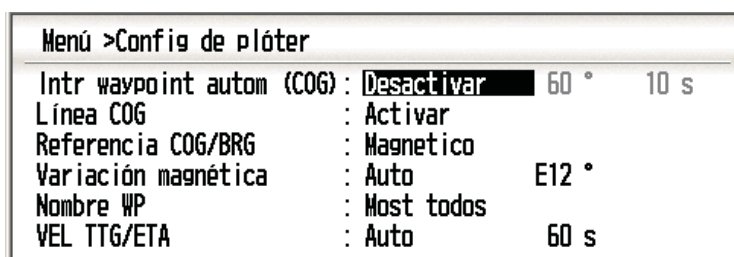 Menú >Config de plóter
Intr waypoint autom (COG): Desactivar 60 ° 10 s
Línea COG : Activar
Referencia COG/BRG : Magnetico
Variación magnética : Auto E12 °
Nombre WP : Most todos
VEL TTG/ETA : Auto 60 s